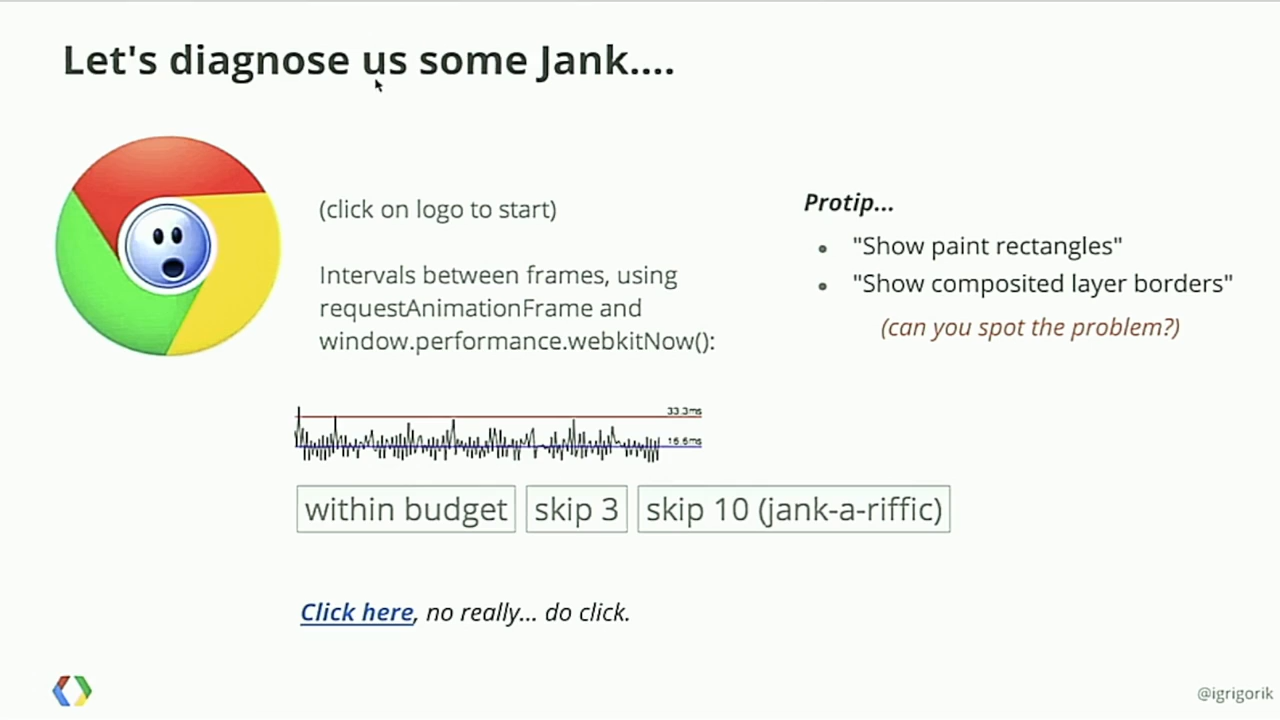 Let's diagnose us some Jank....
(click on logo to start)
Intervals between frames, using
requestAnimationFrame and
window.performance.webkitNow():
Protip...
"Show paint rectangles"
"Show composited layer borders"
(can you spot the problem?)
33.3ms
16.6ms
within budget
skip 3
skip 10 (jank-a-riffic)
Click here, no really... do click.
@igrigorik